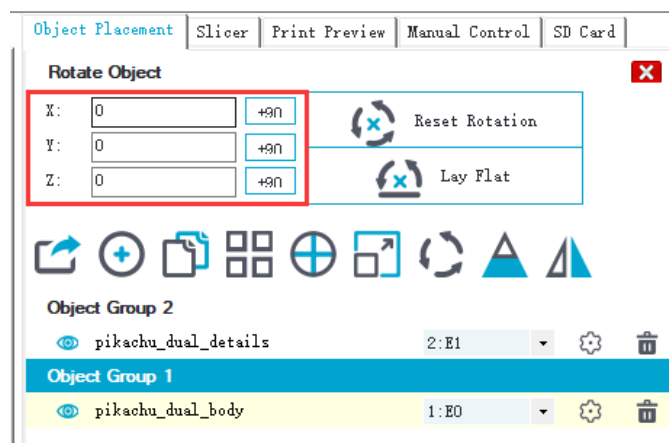 Object Placement Slicer Print Preview Manual Control SD Card
Rotate Object
X: 0 +90
Reset Rotation
Y: 0 +90
Z: 0 +90
Lay Flat
Object Group 2
pikachu_dual_details 2:E1
Object Group 1
pikachu_dual_body 1:E0